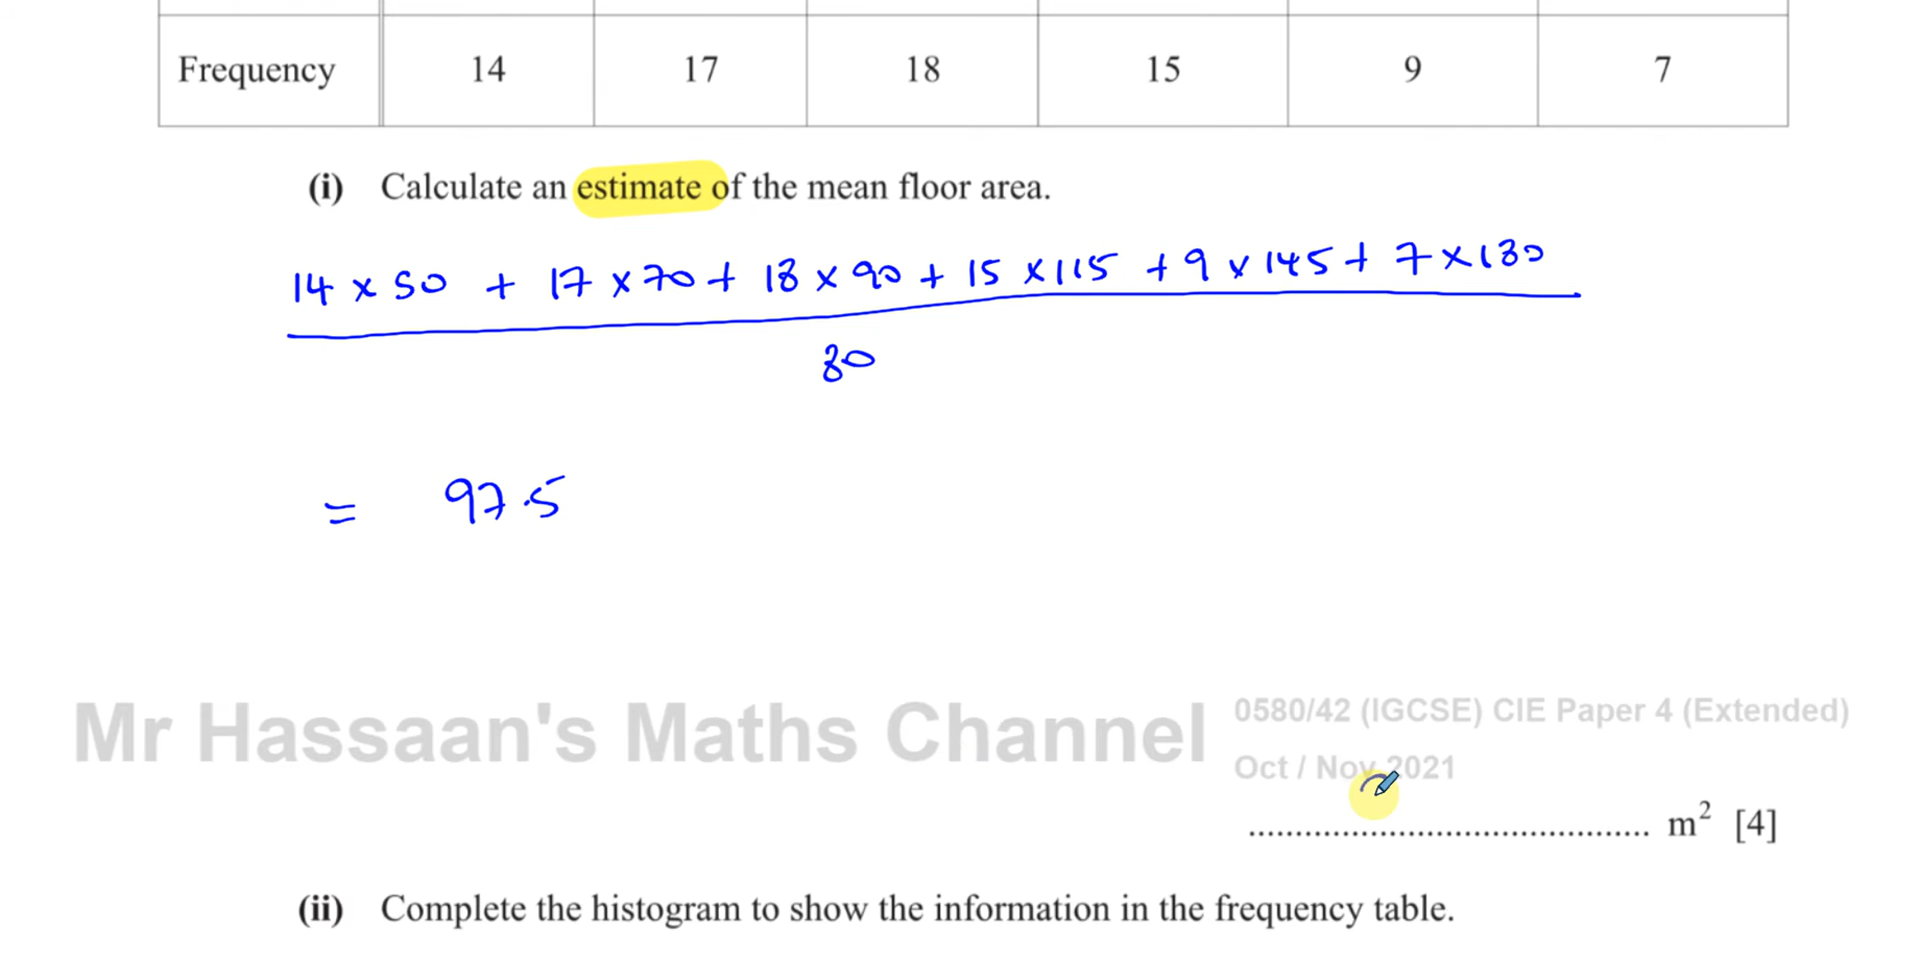 Frequency 14 17 18 15 9 7
(i) Calculate an estimate of the mean floor area.
14 × 50 + 17 × 70 + 18 × 90 + 15 × 115 + 9 × 145 + 7 × 180
80
= 97.5
Mr Hassaan's Maths Channel
0580/42 (IGCSE) CIE Paper 4 (Extended)
Oct / Nov 2021
........................................... m² [4]
(ii) Complete the histogram to show the information in the frequency table.